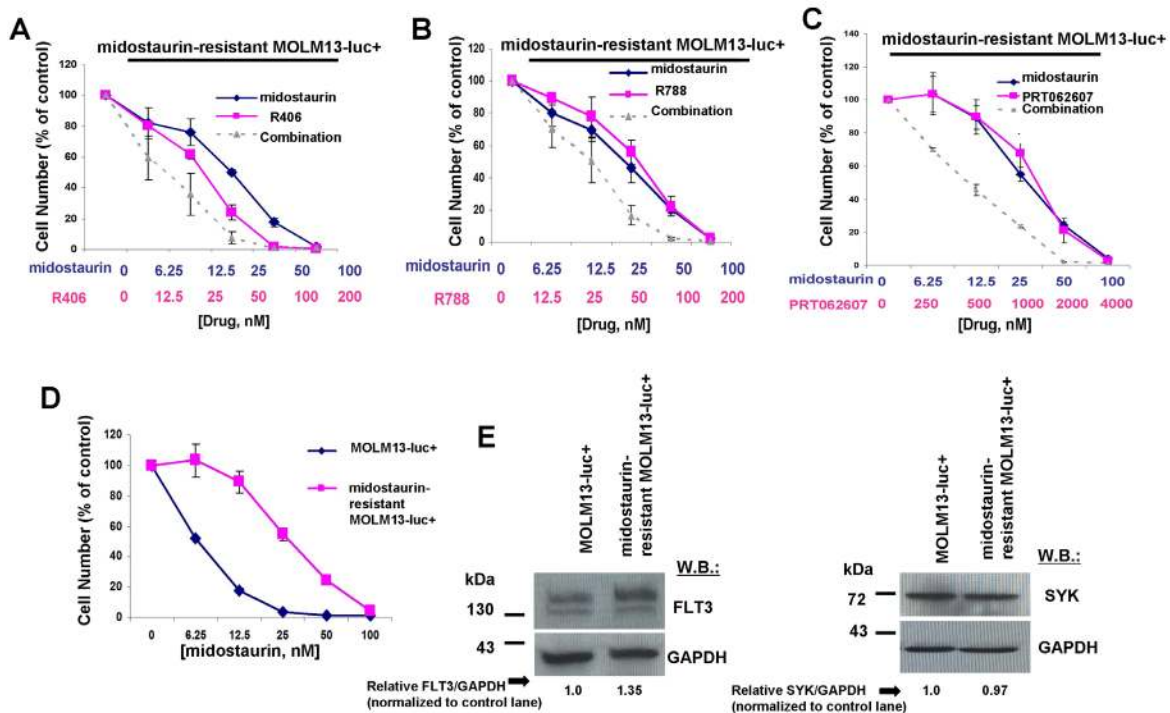 A
midostaurin-resistant MOLM13-luc+
Cell Number (% of control)
120
100
80
60
40
20
0
midostaurin
R406
Combination
midostaurin 0 6.25 12.5 25 50 100
R406 0 12.5 25 50 100 200
[Drug, nM]
B
midostaurin-resistant MOLM13-luc+
Cell Number (% of control)
120
100
80
60
40
20
0
midostaurin
R788
Combination
midostaurin 0 6.25 12.5 25 50 100
R788 0 12.5 25 50 100 200
[Drug, nM]
C
midostaurin-resistant MOLM13-luc+
Cell Number (% of control)
140
120
100
80
60
40
20
0
midostaurin
PRT062607
Combination
midostaurin 0 6.25 12.5 25 50 100
PRT062607 0 250 500 1000 2000 4000
[Drug, nM]
D
Cell Number (% of control)
120
100
80
60
40
20
0
MOLM13-luc+
midostaurin-
resistant
MOLM13-luc+
0 6.25 12.5 25 50 100
[midostaurin, nM]
E
MOLM13-luc+
midostaurin-
resistant MOLM13-luc+
W.B.:
kDa
130
FLT3
43
GAPDH
Relative FLT3/GAPDH 1.0 1.35
(normalized to control lane)
MOLM13-luc+
midostaurin-
resistant MOLM13-luc+
W.B.:
kDa
72
SYK
43
GAPDH
Relative SYK/GAPDH 1.0 0.97
(normalized to control lane)